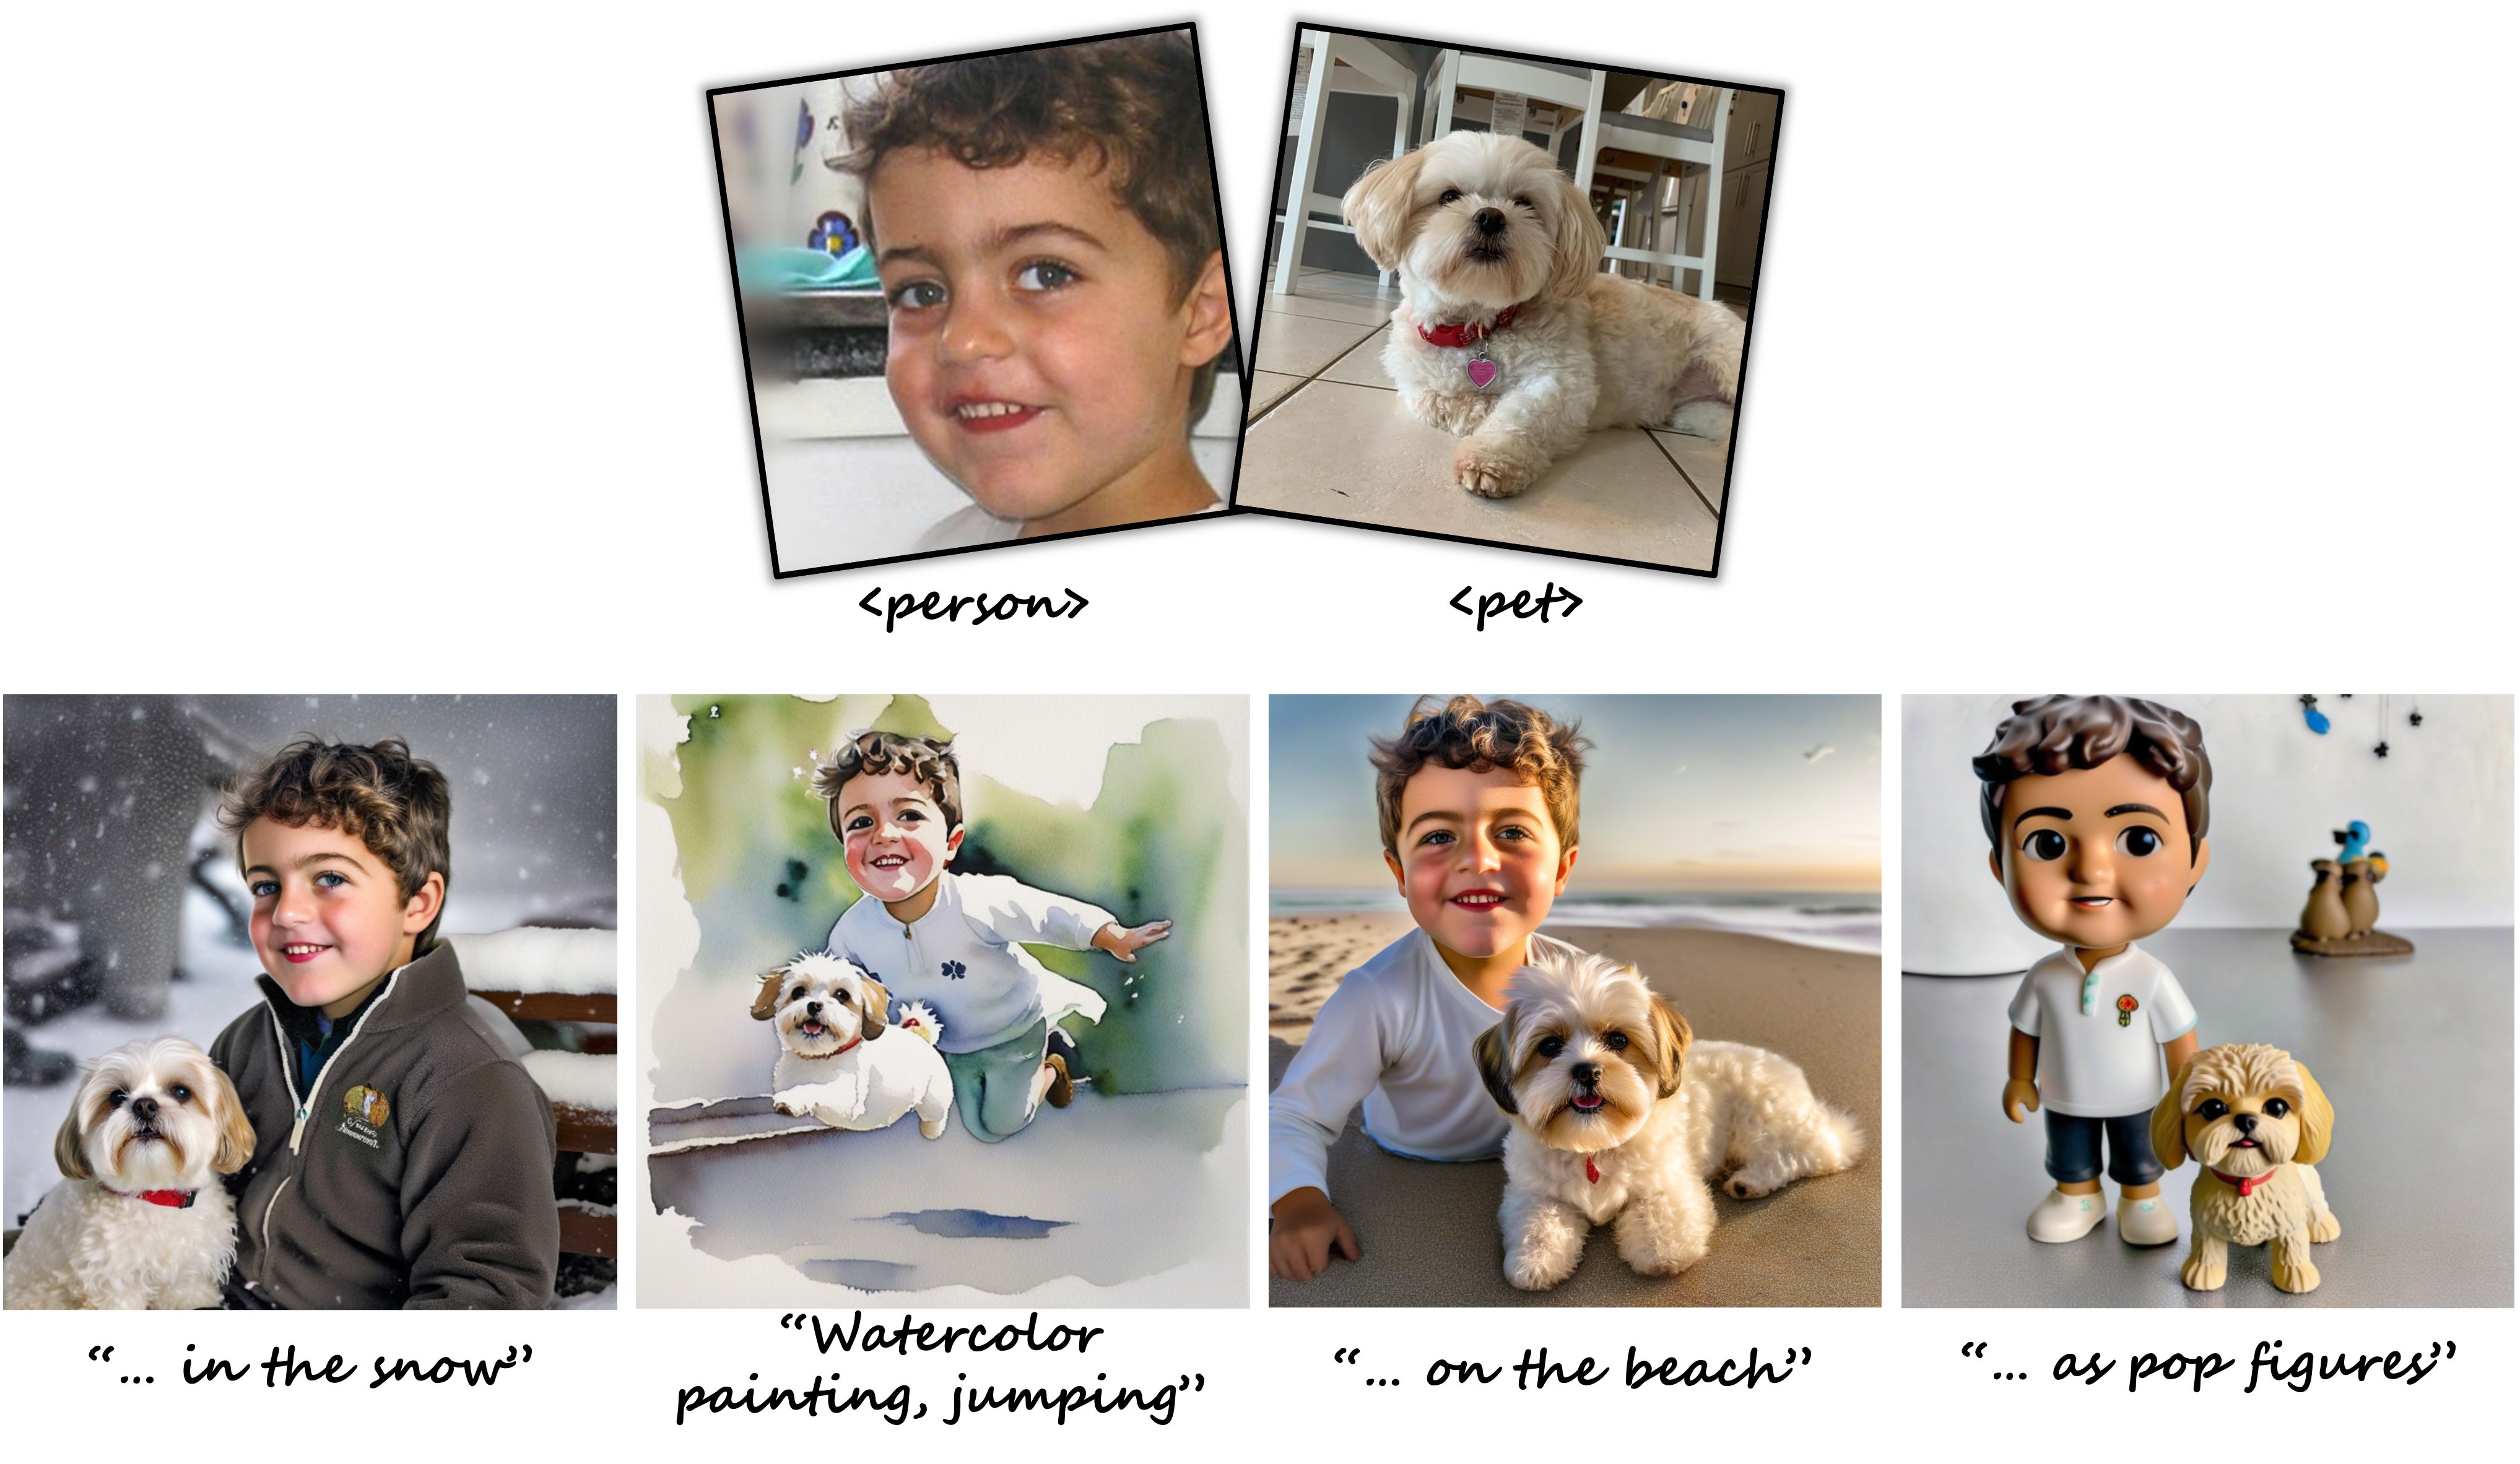 <person>
<pet>
“... in the snow”
“Watercolor
painting, jumping”
“... on the beach”
“... as pop figures”